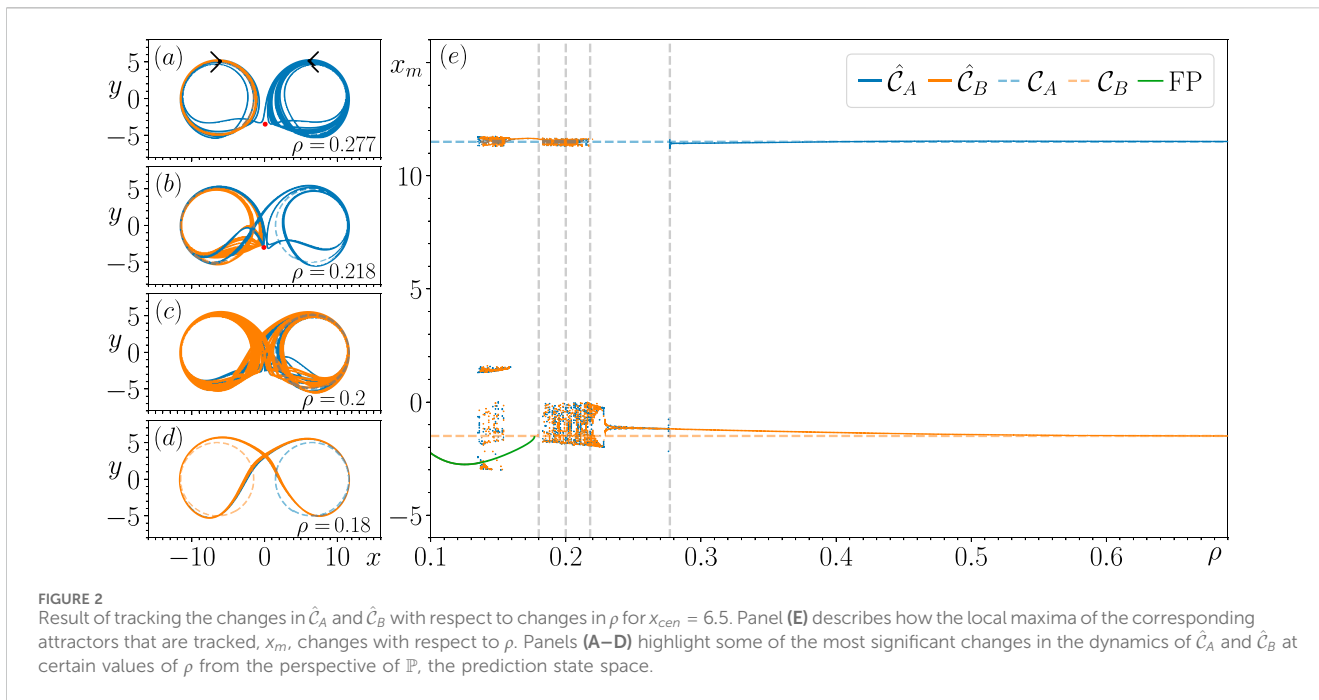 (a)
5
y 0
−5
ρ = 0.277
(b)
5
y 0
−5
ρ = 0.218
(c)
5
y 0
−5
ρ = 0.2
(d)
5
y 0
−5
ρ = 0.18
−10 0 x 10
(e)
x_m
10
5
0
−5
Ĉ_A Ĉ_B C_A C_B FP
0.1 0.2 0.3 0.4 0.5 0.6 ρ
FIGURE 2
Result of tracking the changes in Ĉ_A and Ĉ_B with respect to changes in ρ for x_cen = 6.5. Panel (E) describes how the local maxima of the corresponding
attractors that are tracked, x_m, changes with respect to ρ. Panels (A–D) highlight some of the most significant changes in the dynamics of Ĉ_A and Ĉ_B at
certain values of ρ from the perspective of ℙ, the prediction state space.